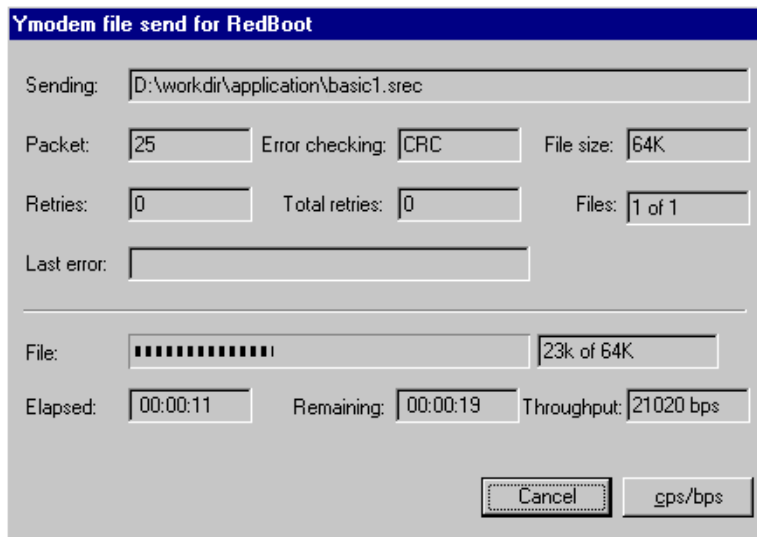 Ymodem file send for RedBoot
Sending: D:\workdir\application\basic1.srec
Packet: 25 Error checking: CRC File size: 64K
Retries: 0 Total retries: 0 Files: 1 of 1
Last error:
File: 23k of 64K
Elapsed: 00:00:11 Remaining: 00:00:19 Throughput: 21020 bps
Cancel cps/bps